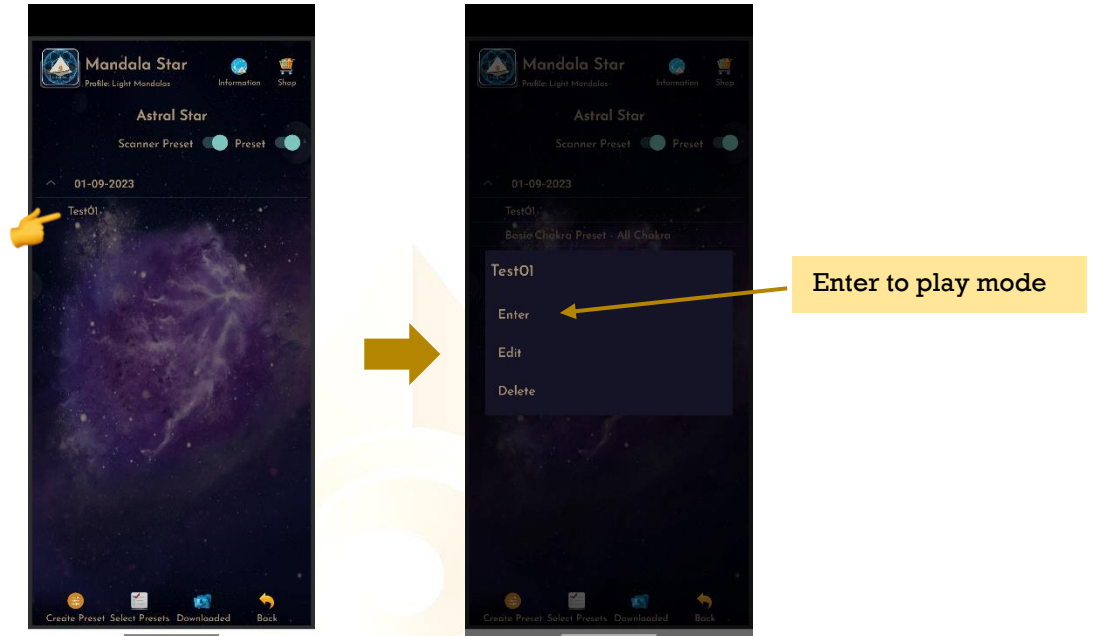 Mandala Star
Profile: Light Mandalas
Information
Shop
Astral Star
Scanner Preset
Preset
01-09-2023
Test01
Create Preset
Select Presets
Downloaded
Back
Mandala Star
Profile: Light Mandalas
Information
Shop
Astral Star
Scanner Preset
Preset
01-09-2023
Test01
Basic Chakra Preset - All Chakra
Test01
Enter
Edit
Delete
Create Preset
Select Presets
Downloaded
Back
Enter to play mode